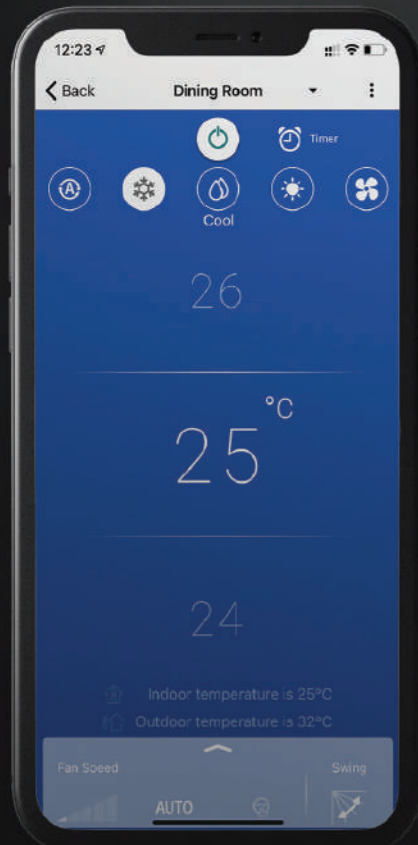 12:23
Back Dining Room
Timer
A
Cool
26
25 °C
24
Indoor temperature is 25°C
Outdoor temperature is 32°C
Fan Speed Swing
AUTO